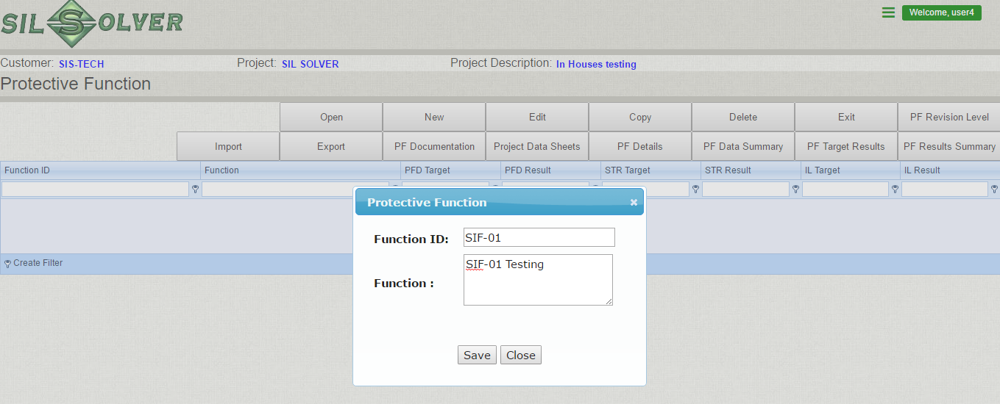 SIL SOLVER
Welcome, user4
Customer: SIS-TECH Project: SIL SOLVER Project Description: In Houses testing
Protective Function
Open New Edit Copy Delete Exit PF Revision Level
Import Export PF Documentation Project Data Sheets PF Details PF Data Summary PF Target Results PF Results Summary
Function ID Function PFD Target PFD Result STR Target STR Result IL Target IL Result
Create Filter
Protective Function
Function ID: SIF-01
Function : SIF-01 Testing
Save Close